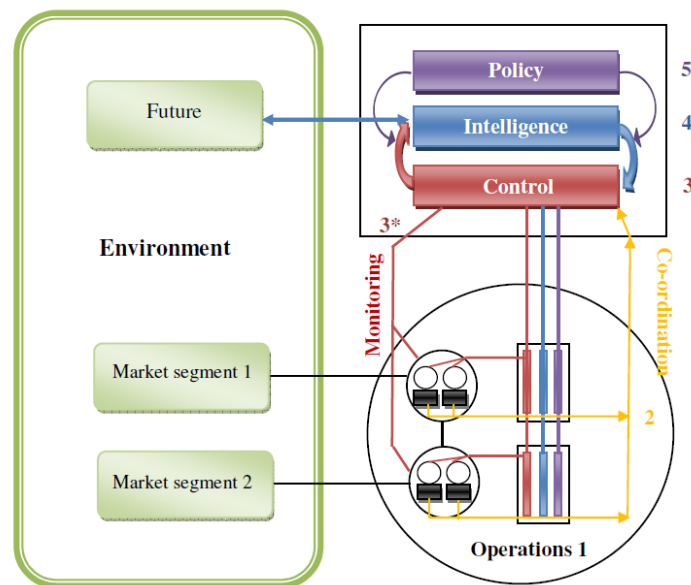 Policy
5
Future
Intelligence
4
Control
3
3*
Environment
Monitoring
Co-ordination
Market segment 1
2
Market segment 2
Operations 1